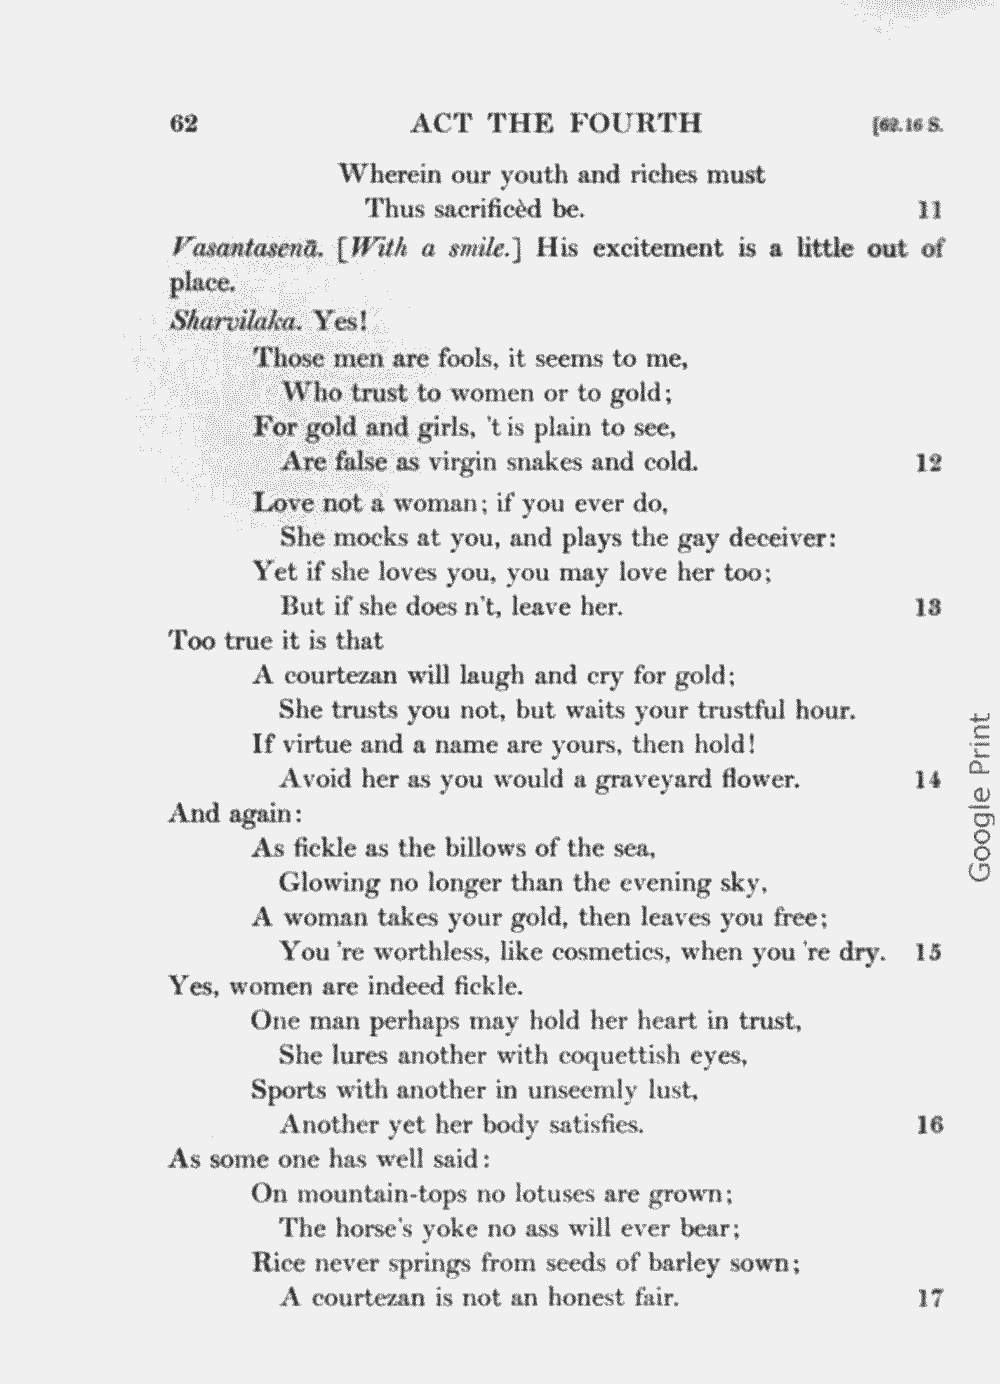 62 ACT THE FOURTH [62.16 S.
Wherein our youth and riches must
Thus sacrificèd be. 11
Vasantasenā. [With a smile.] His excitement is a little out of
place.
Sharvilaka. Yes!
Those men are fools, it seems to me,
Who trust to women or to gold;
For gold and girls, 't is plain to see,
Are false as virgin snakes and cold. 12
Love not a woman; if you ever do,
She mocks at you, and plays the gay deceiver:
Yet if she loves you, you may love her too;
But if she does n't, leave her. 13
Too true it is that
A courtezan will laugh and cry for gold;
She trusts you not, but waits your trustful hour.
If virtue and a name are yours, then hold!
Avoid her as you would a graveyard flower. 14
And again:
As fickle as the billows of the sea,
Glowing no longer than the evening sky,
A woman takes your gold, then leaves you free;
You 're worthless, like cosmetics, when you 're dry. 15
Yes, women are indeed fickle.
One man perhaps may hold her heart in trust,
She lures another with coquettish eyes,
Sports with another in unseemly lust,
Another yet her body satisfies. 16
As some one has well said:
On mountain-tops no lotuses are grown;
The horse's yoke no ass will ever bear;
Rice never springs from seeds of barley sown;
A courtezan is not an honest fair. 17
Google Print